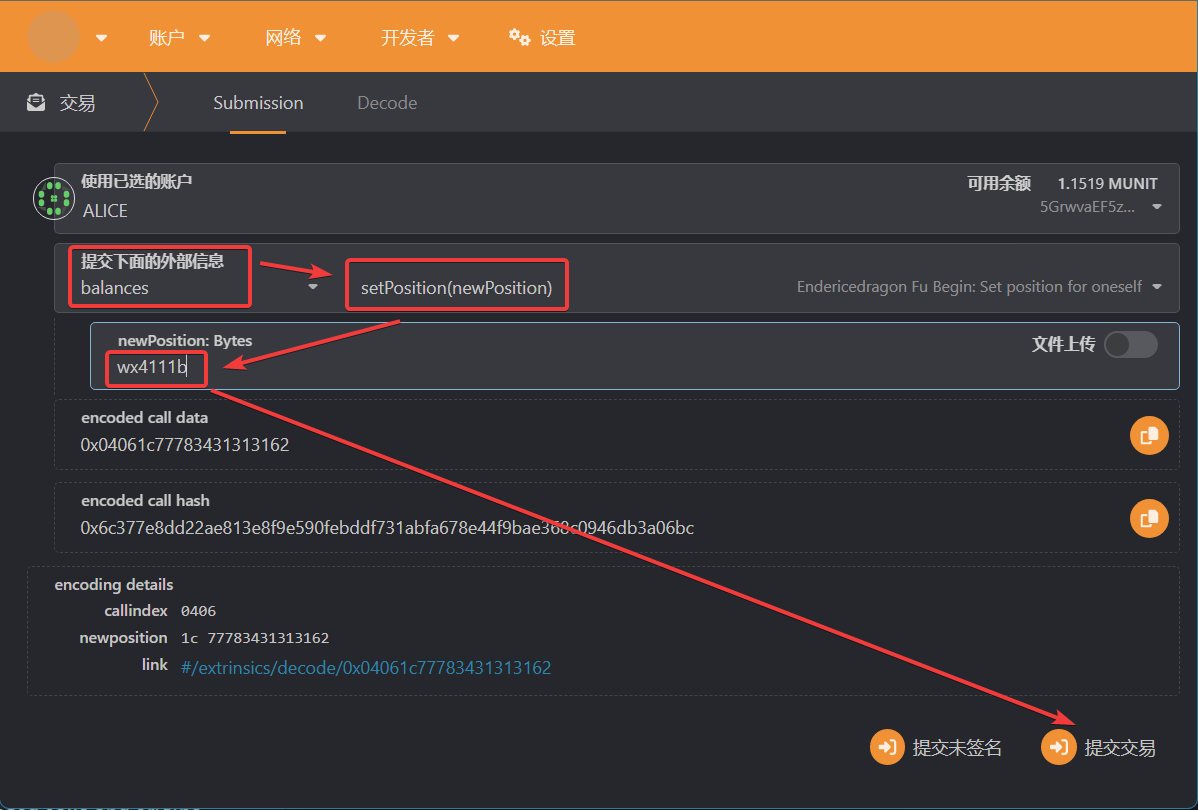 账户 网络 开发者 设置
交易 Submission Decode
使用已选的账户 可用余额 1.1519 MUNIT
ALICE 5GrwvaEF5z...
提交下面的外部信息
balances setPosition(newPosition) Endericedragon Fu Begin: Set position for oneself
newPosition: Bytes 文件上传
wx4111b
encoded call data
0x04061c77783431313162
encoded call hash
0x6c377e8dd22ae813e8f9e590febddf731abfa678e44f9bae368c0946db3a06bc
encoding details
callindex 0406
newposition 1c 77783431313162
link #/extrinsics/decode/0x04061c77783431313162
提交未签名 提交交易